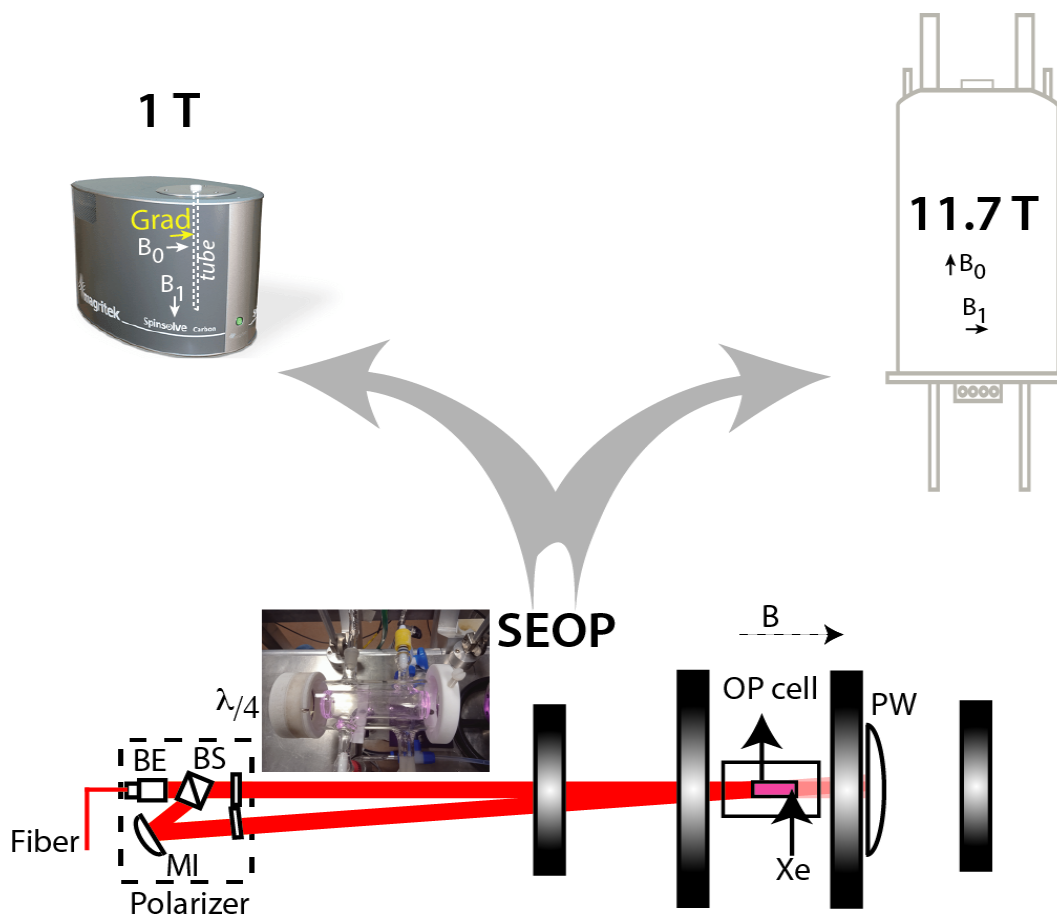 1 T
11.7 T
Grad
B0
tube
B1
magritek
Spinsolve Carbon
B0
B1
SEOP
B
λ/4
OP cell
PW
BE
BS
Fiber
MI
Xe
Polarizer